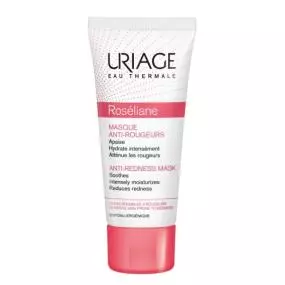 URIAGE
EAU THERMALE
Roséliane
MASQUE
ANTI-ROUGEURS
Apaise
Hydrate intensément
Atténue les rougeurs
ANTI-REDNESS MASK
Soothes
Intensely moisturizes
Reduces redness